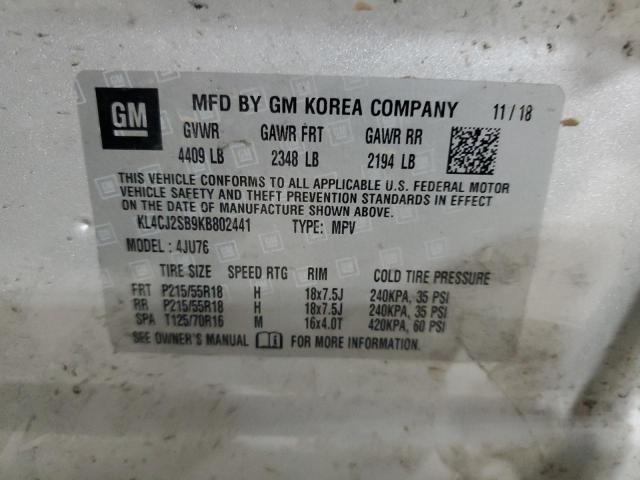 GM MFD BY GM KOREA COMPANY 11/18
GVWR GAWR FRT GAWR RR
4409 LB 2348 LB 2194 LB
THIS VEHICLE CONFORMS TO ALL APPLICABLE U.S. FEDERAL MOTOR
VEHICLE SAFETY AND THEFT PREVENTION STANDARDS IN EFFECT
ON THE DATE OF MANUFACTURE SHOWN ABOVE.
KL4CJ2SB9KB802441 TYPE: MPV
MODEL: 4JU76
TIRE SIZE SPEED RTG RIM COLD TIRE PRESSURE
FRT P215/55R18 H 18x7.5J 240KPA, 35 PSI
RR P215/55R18 H 18x7.5J 240KPA, 35 PSI
SPA T125/70R16 M 16x4.0T 420KPA, 60 PSI
SEE OWNER'S MANUAL FOR MORE INFORMATION.